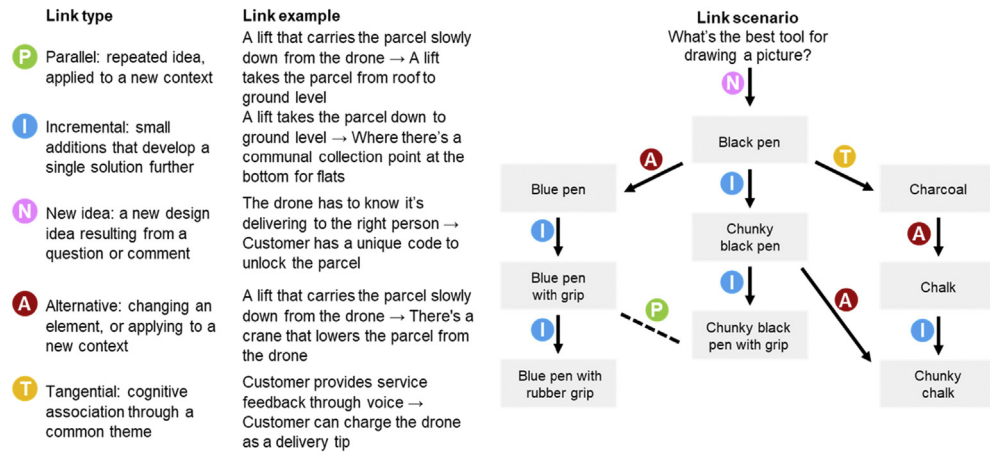 Link type
Link example
P
Parallel: repeated idea,
applied to a new context
A lift that carries the parcel slowly
down from the drone → A lift
takes the parcel from roof to
ground level
I
Incremental: small
additions that develop a
single solution further
A lift takes the parcel down to
ground level → Where there's a
communal collection point at the
bottom for flats
N
New idea: a new design
idea resulting from a
question or comment
The drone has to know it's
delivering to the right person →
Customer has a unique code to
unlock the parcel
A
Alternative: changing an
element, or applying to a
new context
A lift that carries the parcel slowly
down from the drone → There's a
crane that lowers the parcel from
the drone
T
Tangential: cognitive
association through a
common theme
Customer provides service
feedback through voice →
Customer can charge the drone
as a delivery tip
Link scenario
What's the best tool for
drawing a picture?
N
Black pen
A
I
T
Blue pen
Chunky
black pen
Charcoal
I
I
A
A
Blue pen
with grip
P
Chunky black
pen with grip
Chalk
I
I
Blue pen with
rubber grip
Chunky
chalk